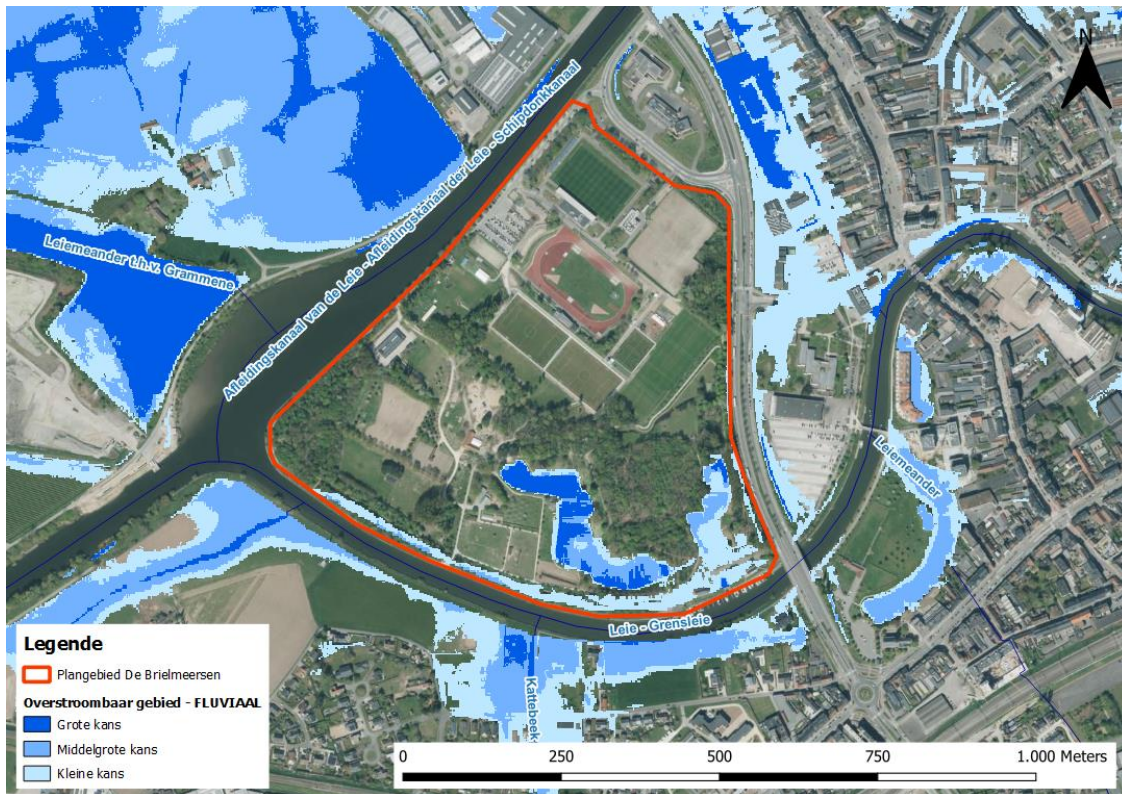 N
Afleidingskanaal van de Leie - Afleidingskanaal der Leie - Schipdonkkanaal
Leiemeander t.h.v. Grammene
Leiemeander
Leie - Grensleie
Kattebeek
Legende
Plangebied De Brielmeersen
Overstroombaar gebied - FLUVIAAL
Grote kans
Middelgrote kans
Kleine kans
0 250 500 750 1.000 Meters